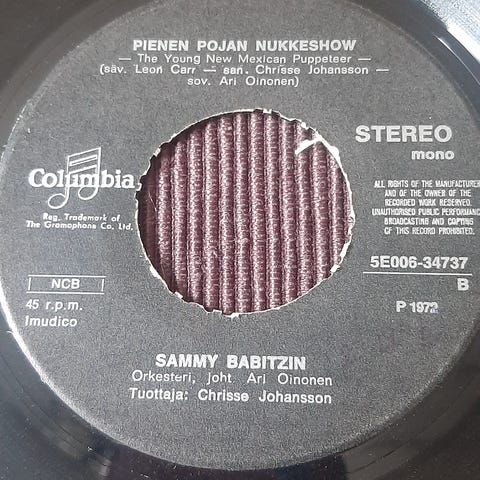 PIENEN POJAN NUKKESHOW
— The Young New Mexican Puppeteer —
(säv. Leon Carr — san. Chrisse Johansson —
sov. Ari Oinonen)
STEREO
mono
Columbia
Reg. Trademark of
The Gramophone Co. Ltd.
ALL RIGHTS OF THE MANUFACTURER
AND OF THE OWNER OF THE
RECORDED WORK RESERVED.
UNAUTHORISED PUBLIC PERFORMANCE
BROADCASTING AND COPYING
OF THIS RECORD PROHIBITED.
5E006-34737
B
NCB
45 r.p.m.
Imudico
P 1972
SAMMY BABITZIN
Orkesteri, joht Ari Oinonen
Tuottaja: Chrisse Johansson